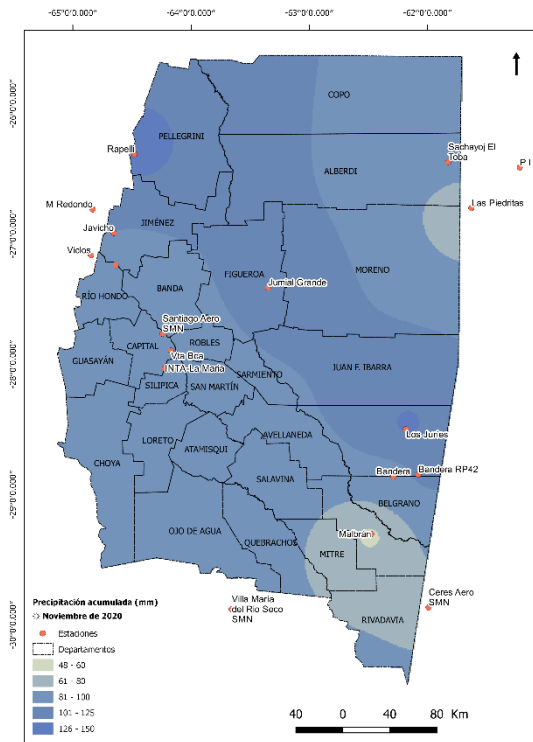 -65°0'0.000"
-64°0'0.000"
-63°0'0.000"
-62°0'0.000"
-26°0'0.000"
-27°0'0.000"
-28°0'0.000"
-29°0'0.000"
-30°0'0.000"
COPO
PELLEGRINI
Rapelli
ALBERDI
Sachayoj El
Toba
P I
M Redondo
Las Piedritas
JIMÉNEZ
Javicho
Viclos
FIGUEROA
MORENO
RÍO HONDO
BANDA
Jumial Grande
Santiago Aero
SMN
CAPITAL
ROBLES
Vta Bca
GUASAYÁN
INTA-La María
JUAN F. IBARRA
SARMIENTO
SILIPICA
SAN MARTÍN
Los Juries
LORETO
AVELLANEDA
ATAMISQUI
CHOYA
SALAVINA
Bandera
Bandera RP42
BELGRANO
OJO DE AGUA
QUEBRACHOS
Malbran
MITRE
Villa María
del Rio Seco
SMN
Ceres Aero
SMN
RIVADAVIA
Precipitación acumulada (mm)
Noviembre de 2020
Estaciones
Departamentos
48 - 60
61 - 80
81 - 100
101 - 125
126 - 150
40 0 40 80 Km